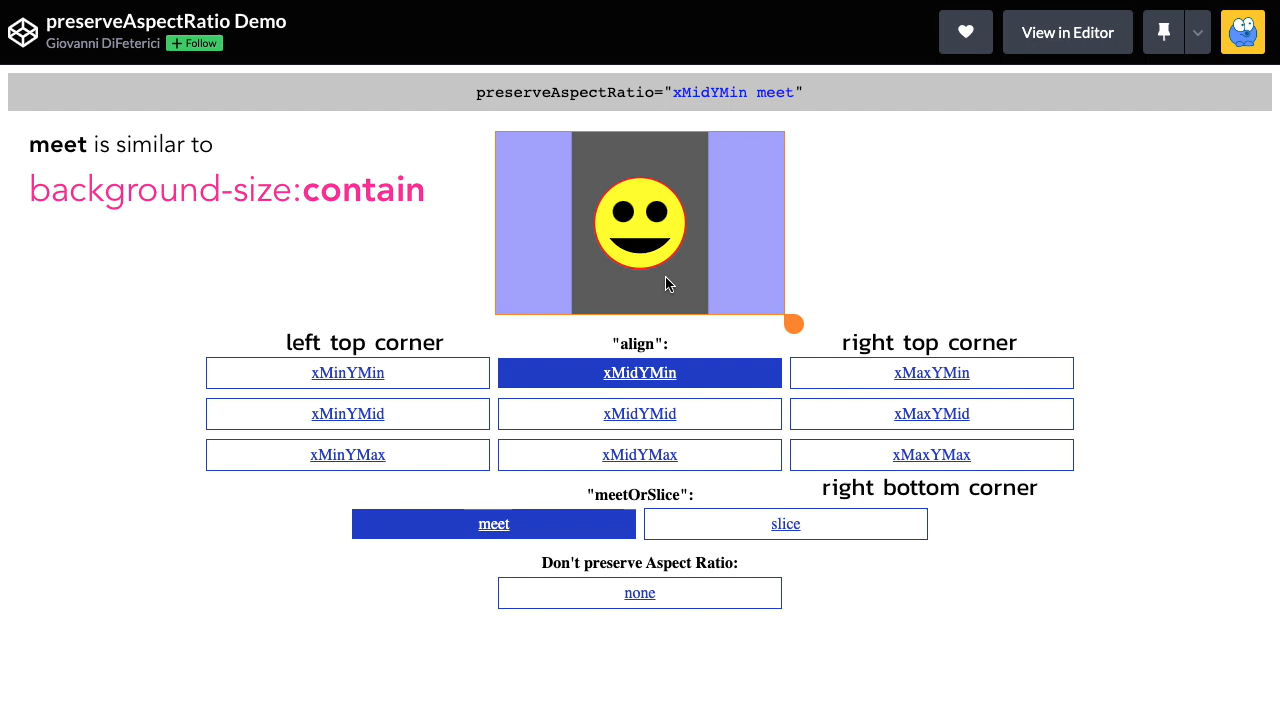 preserveAspectRatio Demo
Giovanni DiFeterici + Follow
View in Editor
preserveAspectRatio="xMidYMin meet"
meet is similar to
background-size:contain
left top corner
"align":
right top corner
xMinYMin
xMidYMin
xMaxYMin
xMinYMid
xMidYMid
xMaxYMid
xMinYMax
xMidYMax
xMaxYMax
"meetOrSlice":
right bottom corner
meet
slice
Don't preserve Aspect Ratio:
none